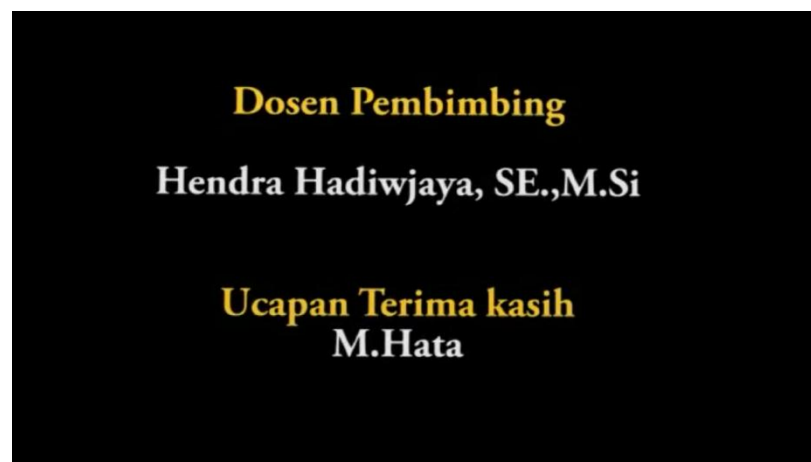 Dosen Pembimbing
Hendra Hadiwjaya, SE.,M.Si
Ucapan Terima kasih
M.Hata